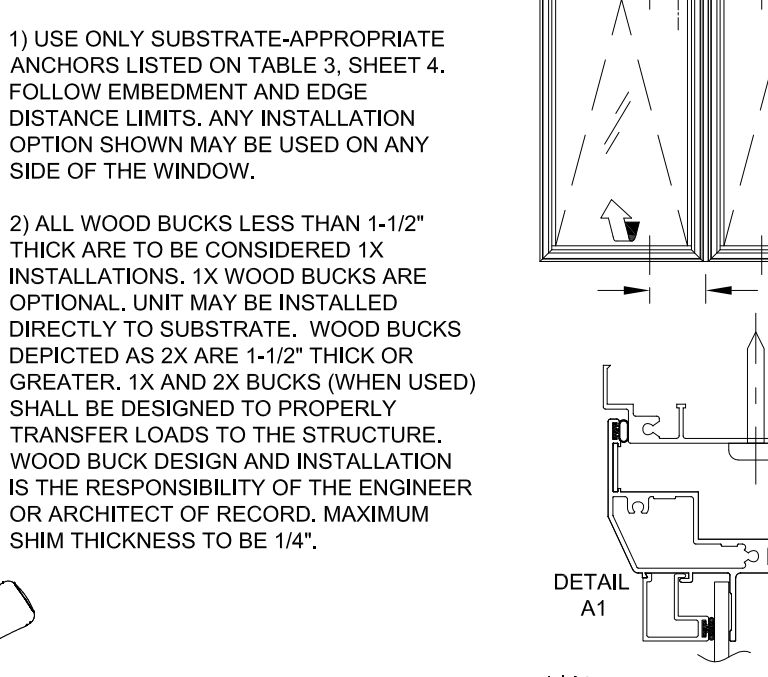 1) USE ONLY SUBSTRATE-APPROPRIATE
ANCHORS LISTED ON TABLE 3, SHEET 4.
FOLLOW EMBEDMENT AND EDGE
DISTANCE LIMITS. ANY INSTALLATION
OPTION SHOWN MAY BE USED ON ANY
SIDE OF THE WINDOW.
2) ALL WOOD BUCKS LESS THAN 1-1/2"
THICK ARE TO BE CONSIDERED 1X
INSTALLATIONS. 1X WOOD BUCKS ARE
OPTIONAL. UNIT MAY BE INSTALLED
DIRECTLY TO SUBSTRATE. WOOD BUCKS
DEPICTED AS 2X ARE 1-1/2" THICK OR
GREATER. 1X AND 2X BUCKS (WHEN USED)
SHALL BE DESIGNED TO PROPERLY
TRANSFER LOADS TO THE STRUCTURE.
WOOD BUCK DESIGN AND INSTALLATION
IS THE RESPONSIBILITY OF THE ENGINEER
OR ARCHITECT OF RECORD. MAXIMUM
SHIM THICKNESS TO BE 1/4".
DETAIL
A1